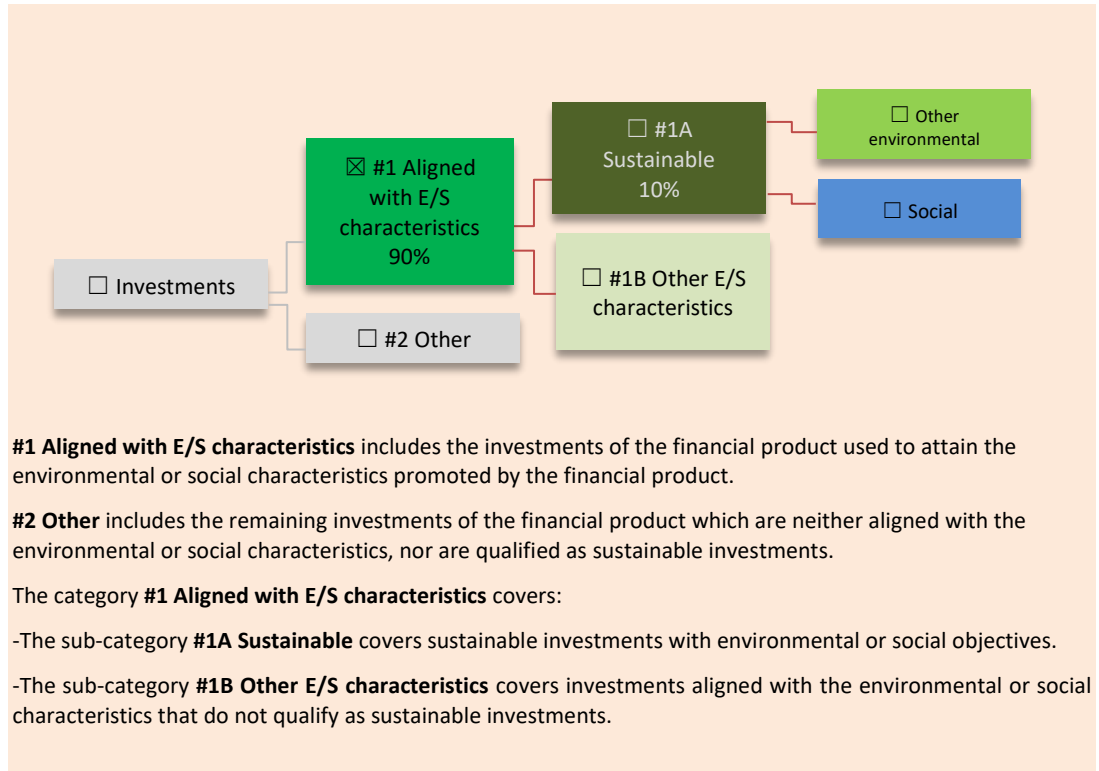 ☐ Investments
☒ #1 Aligned
with E/S
characteristics
90%
☐ #2 Other
☐ #1A
Sustainable
10%
☐ #1B Other E/S
characteristics
☐ Other
environmental
☐ Social
#1 Aligned with E/S characteristics includes the investments of the financial product used to attain the
environmental or social characteristics promoted by the financial product.
#2 Other includes the remaining investments of the financial product which are neither aligned with the
environmental or social characteristics, nor are qualified as sustainable investments.
The category #1 Aligned with E/S characteristics covers:
-The sub-category #1A Sustainable covers sustainable investments with environmental or social objectives.
-The sub-category #1B Other E/S characteristics covers investments aligned with the environmental or social
characteristics that do not qualify as sustainable investments.